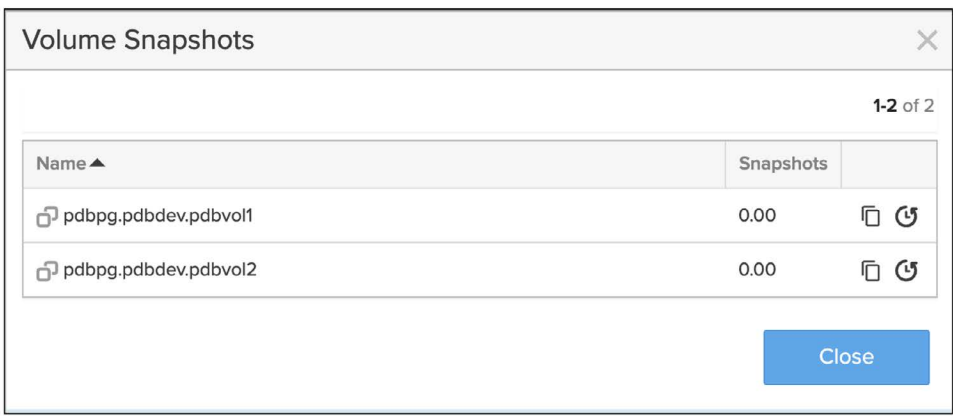 Volume Snapshots
1-2 of 2
Name Snapshots
pdbpg.pdbdev.pdbvol1 0.00
pdbpg.pdbdev.pdbvol2 0.00
Close